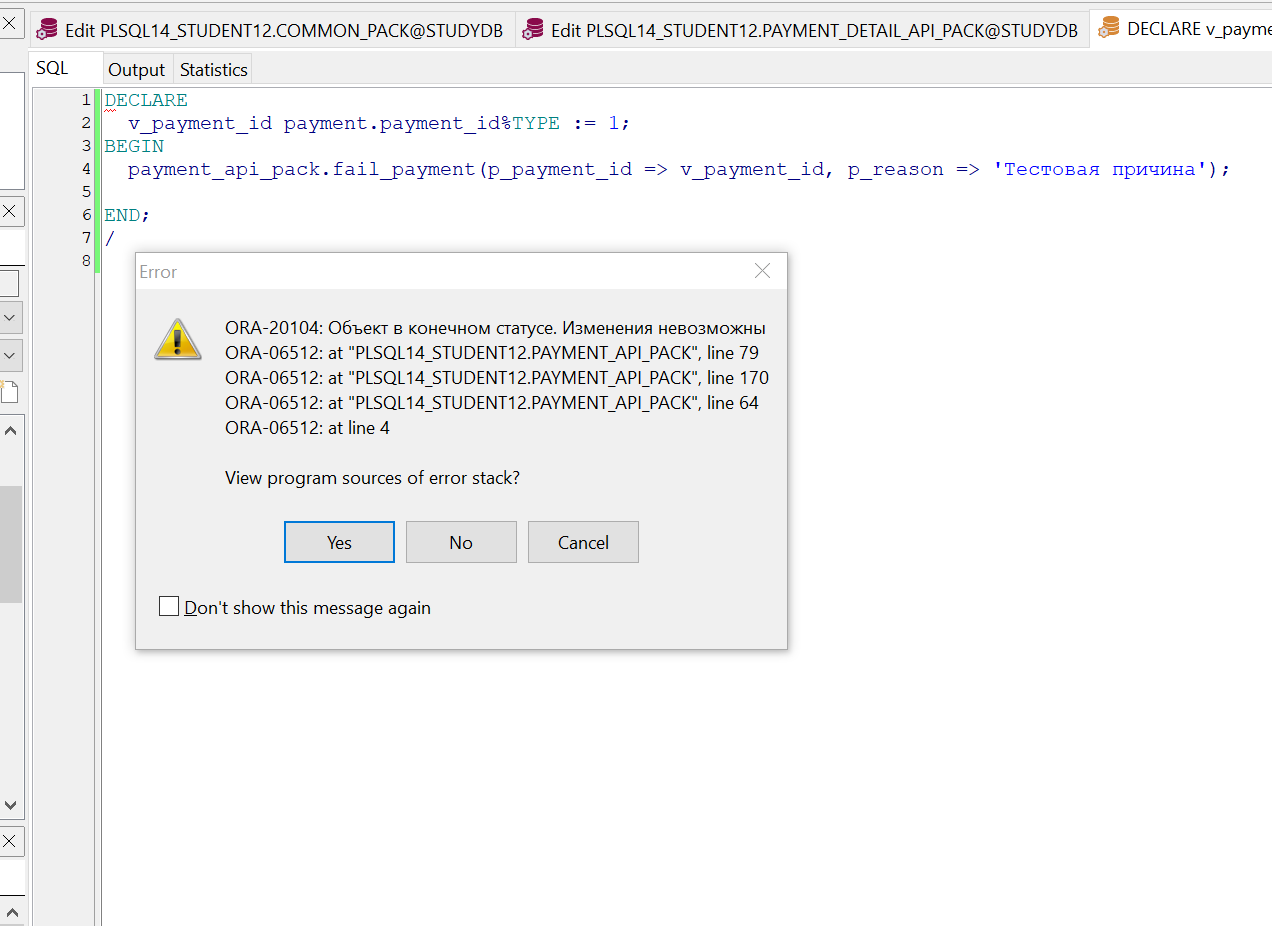 Edit PLSQL14_STUDENT12.COMMON_PACK@STUDYDB
Edit PLSQL14_STUDENT12.PAYMENT_DETAIL_API_PACK@STUDYDB
DECLARE v_payme
SQL
Output
Statistics
1 DECLARE
2 v_payment_id payment.payment_id%TYPE := 1;
3 BEGIN
4 payment_api_pack.fail_payment(p_payment_id => v_payment_id, p_reason => 'Тестовая причина');
5
6 END;
7 /
8
Error
ORA-20104: Объект в конечном статусе. Изменения невозможны
ORA-06512: at "PLSQL14_STUDENT12.PAYMENT_API_PACK", line 79
ORA-06512: at "PLSQL14_STUDENT12.PAYMENT_API_PACK", line 170
ORA-06512: at "PLSQL14_STUDENT12.PAYMENT_API_PACK", line 64
ORA-06512: at line 4
View program sources of error stack?
Yes
No
Cancel
Don't show this message again